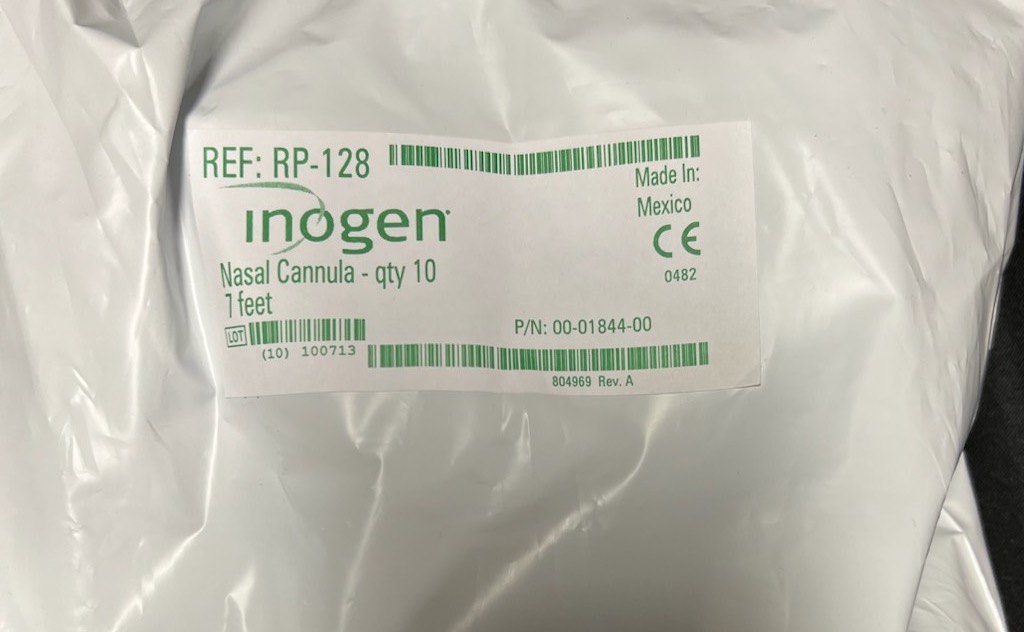 REF: RP-128
Made In:
Mexico
inogen
CE
0482
Nasal Cannula - qty 10
7 feet
LOT
(10) 100713
P/N: 00-01844-00
804969 Rev. A